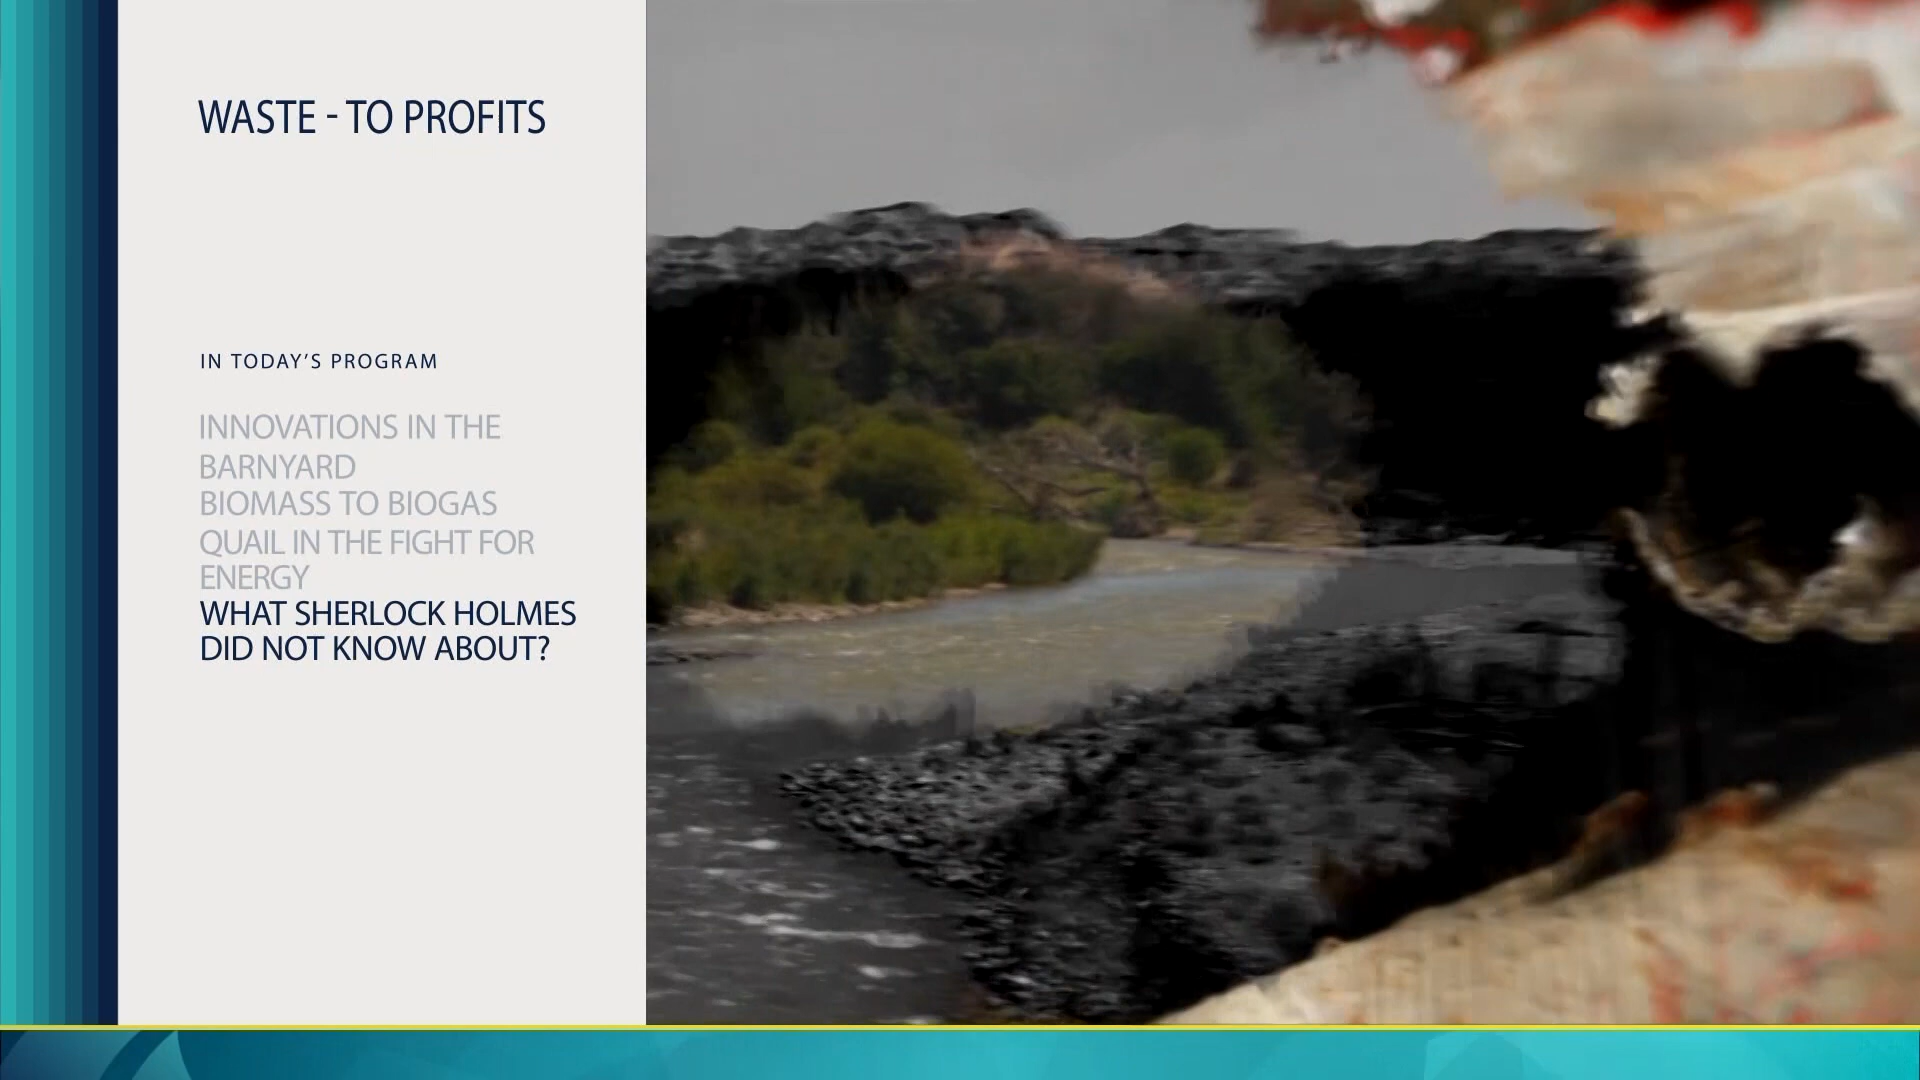 WASTE - TO PROFITS
IN TODAY'S PROGRAM
INNOVATIONS IN THE
BARNYARD
BIOMASS TO BIOGAS
QUAIL IN THE FIGHT FOR
ENERGY
WHAT SHERLOCK HOLMES
DID NOT KNOW ABOUT?